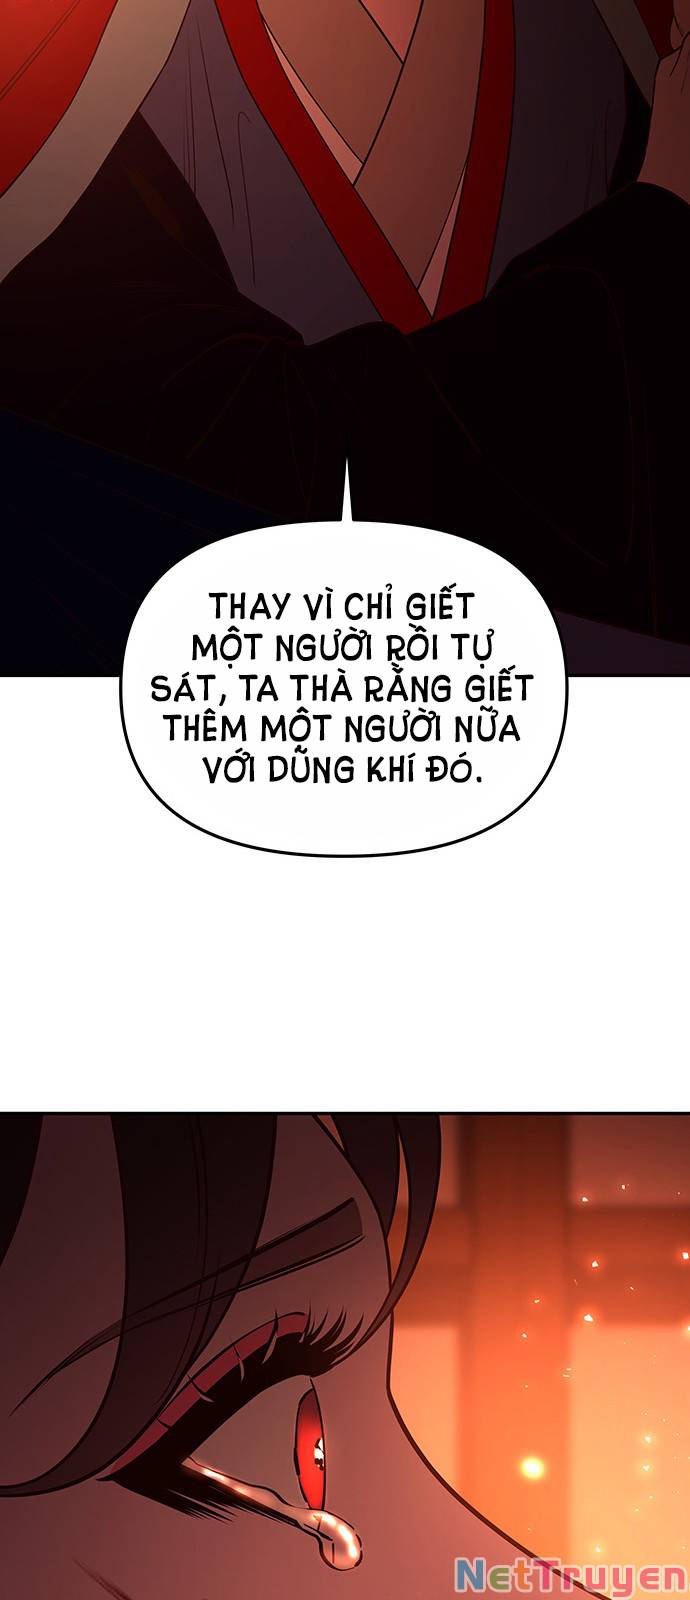 THAY VÌ CHỈ GIẾT
MỘT NGƯỜI RỒI TỰ
SÁT, TA THÀ RẰNG GIẾT
THÊM MỘT NGƯỜI NỮA
VỚI DŨNG KHÍ ĐÓ.
NetTruyen